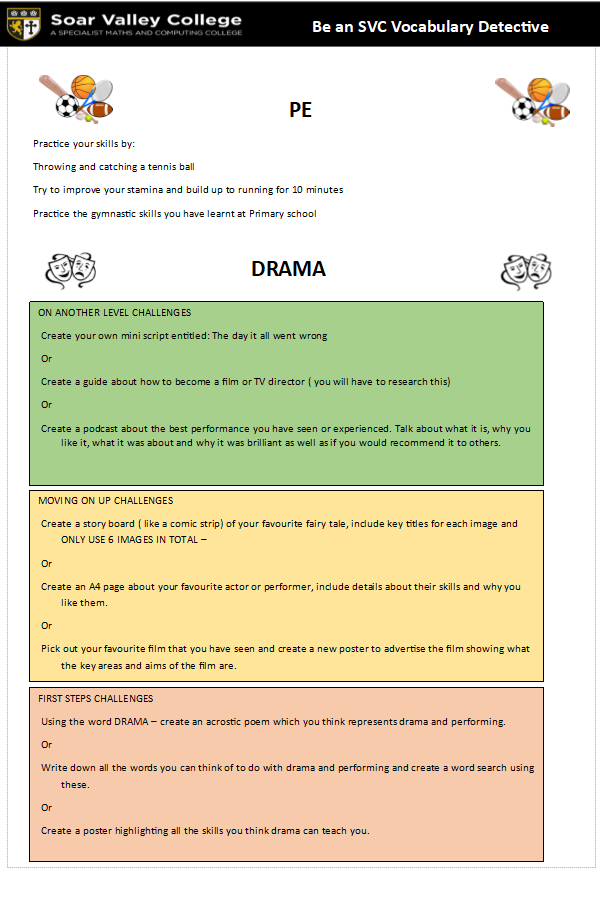 Soar Valley College
A SPECIALIST MATHS AND COMPUTING COLLEGE
Be an SVC Vocabulary Detective
PE
Practice your skills by:
Throwing and catching a tennis ball
Try to improve your stamina and build up to running for 10 minutes
Practice the gymnastic skills you have learnt at Primary school
DRAMA
ON ANOTHER LEVEL CHALLENGES
Create your own mini script entitled: The day it all went wrong
Or
Create a guide about how to become a film or TV director ( you will have to research this)
Or
Create a podcast about the best performance you have seen or experienced. Talk about what it is, why you
like it, what it was about and why it was brilliant as well as if you would recommend it to others.
MOVING ON UP CHALLENGES
Create a story board ( like a comic strip) of your favourite fairy tale, include key titles for each image and
ONLY USE 6 IMAGES IN TOTAL –
Or
Create an A4 page about your favourite actor or performer, include details about their skills and why you
like them.
Or
Pick out your favourite film that you have seen and create a new poster to advertise the film showing what
the key areas and aims of the film are.
FIRST STEPS CHALLENGES
Using the word DRAMA – create an acrostic poem which you think represents drama and performing.
Or
Write down all the words you can think of to do with drama and performing and create a word search using
these.
Or
Create a poster highlighting all the skills you think drama can teach you.